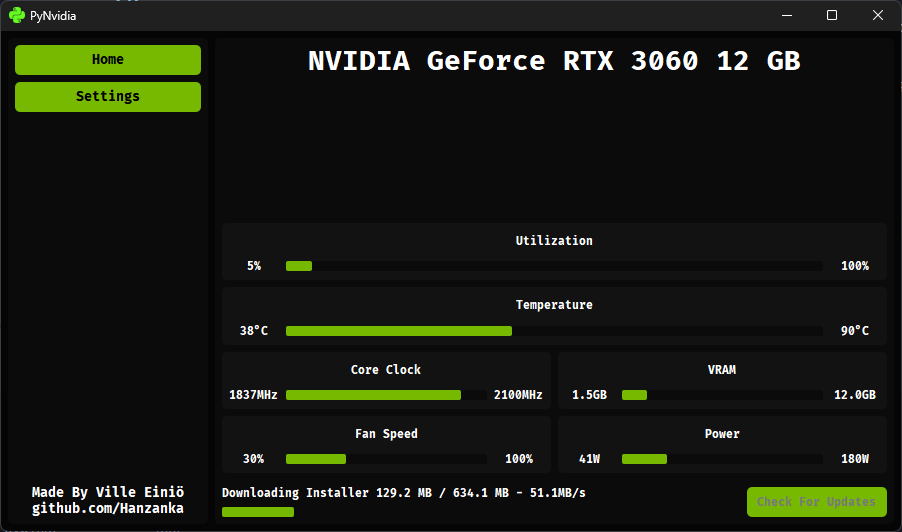 PyNvidia
Home
Settings
NVIDIA GeForce RTX 3060 12 GB
Utilization
5% 100%
Temperature
38°C 90°C
Core Clock
1837MHz 2100MHz
VRAM
1.5GB 12.0GB
Fan Speed
30% 100%
Power
41W 180W
Made By Ville Einiö
github.com/Hanzanka
Downloading Installer 129.2 MB / 634.1 MB - 51.1MB/s
Check For Updates